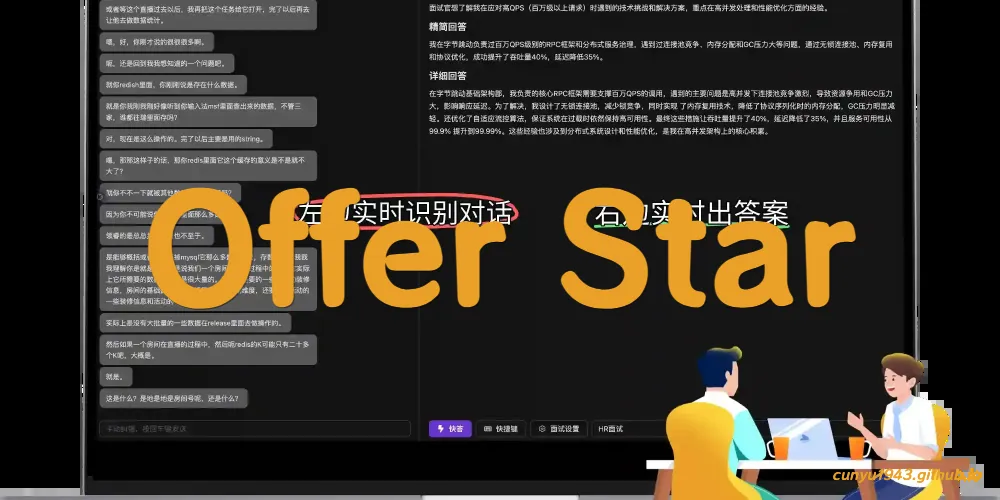 或者等这个直播过去以后，我再把这个任务给它打开，完了以后再去
让他去做数据统计。
嗯，好，你刚才说的很很很多啊。
呃，还是回到我我想知道的一个问题吧。
就你redish里面，你刚刚说是存在什么数据。
就是你我刚我刚好像听到你输入活mst里面查出来的数据，不管三
家，谁都往哪里面存吗？
对，现在是这么操作的。完了以后主要是用的string。
嗯，那那这样子的话，那你redis里面它这个缓存的意义是不是就不
大了？
实际上是没有大批量的一些数据在release里面去做操作的。
然后如果一个房间在直播的过程中，然后呃redis的K可能只有二十多
个K吧，大概是。
就是。
这是什么？是地是地是房间号呢，还是什么？
手动纠错，按回车键发送
面试官想了解我在应对高QPS（百万级以上请求）时遇到的技术挑战和解决方案，重点在高并发处理和性能优化方面的经验。
精简回答
我在字节跳动负责过百万QPS级别的RPC框架和分布式服务治理，遇到过连接池竞争、内存分配和GC压力大等问题，通过无锁连接池、内存复用
和协议优化，成功提升了吞吐量40%，延迟降低35%。
详细回答
在字节跳动基础架构部，我负责的核心RPC框架需要支撑百万QPS的调用，遇到的主要问题是高并发下连接池竞争激烈，导致资源争用和GC压力
大，影响响应延迟。为了解决，我设计了无锁连接池，减少锁竞争，同时实现了内存复用技术，降低了协议序列化时的内存分配，GC压力明显减
轻。还优化了自适应流控算法，保证系统在过载时依然保持高可用性。最终这些措施让吞吐量提升了40%、延迟降低了35%，并且服务可用性从
99.9% 提升到99.99%。这些经验也涉及到分布式系统设计和性能优化，是我在高并发架构上的核心积累。
左边实时识别对话
右边实时出答案
Offer Star
快答
快捷键
面试设置
HR面试